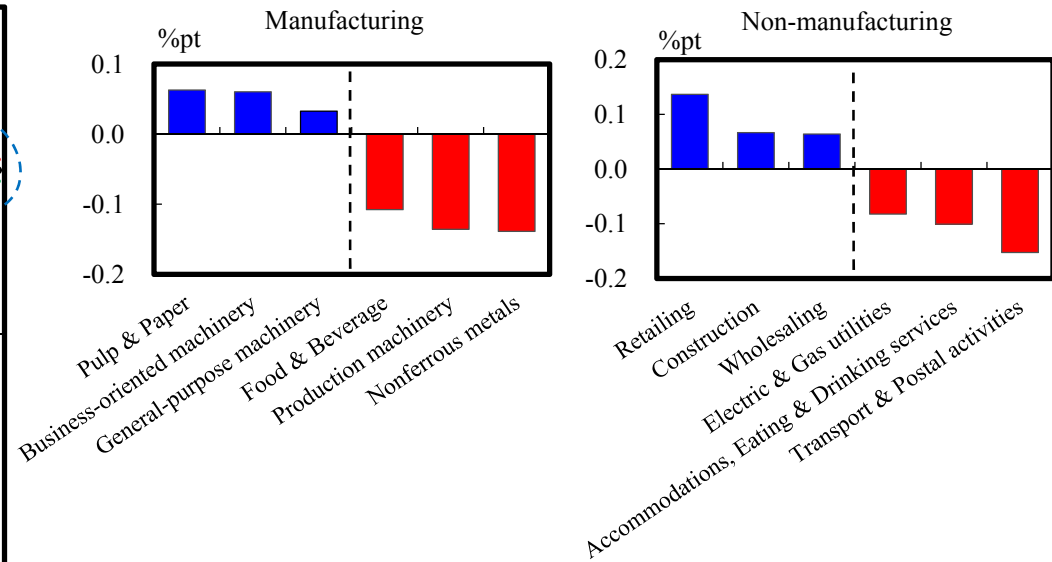 Manufacturing
%pt
0.1
0.0
-0.1
-0.2
Pulp & Paper
Business-oriented machinery
General-purpose machinery
Food & Beverage
Production machinery
Nonferrous metals
Non-manufacturing
%pt
0.2
0.1
0.0
-0.1
-0.2
Retailing
Construction
Wholesaling
Electric & Gas utilities
Accommodations, Eating & Drinking services
Transport & Postal activities